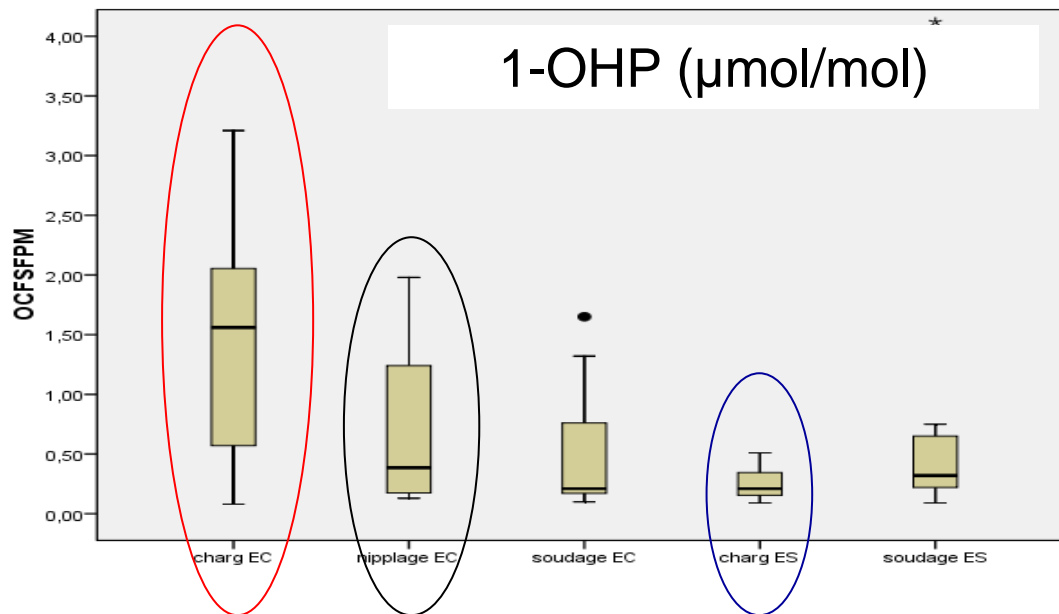 1-OHP (µmol/mol)
4,00
3,50
3,00
2,50
2,00
1,50
1,00
0,50
0,00
OCFSFPM
*
charg EC
nipplage EC
soudage EC
charg ES
soudage ES